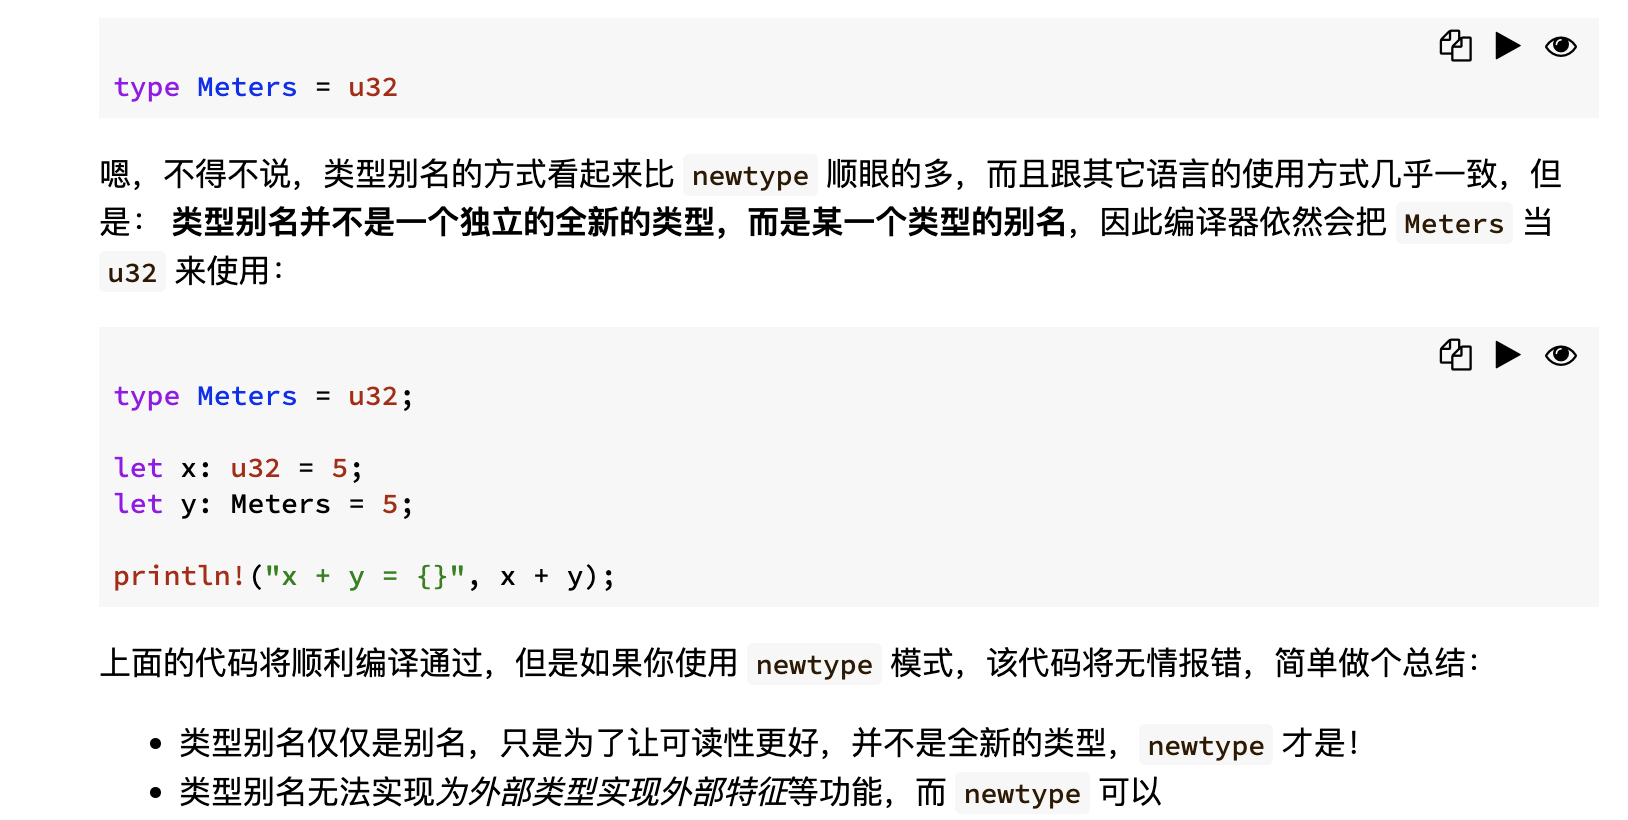 type Meters = u32
嗯，不得不说，类型别名的方式看起来比 newtype 顺眼的多，而且跟其它语言的使用方式几乎一致，但
是： 类型别名并不是一个独立的全新的类型，而是某一个类型的别名，因此编译器依然会把 Meters 当
u32 来使用：
type Meters = u32;
let x: u32 = 5;
let y: Meters = 5;
println!("x + y = {}", x + y);
上面的代码将顺利编译通过，但是如果你使用 newtype 模式，该代码将无情报错，简单做个总结：
• 类型别名仅仅是别名，只是为了让可读性更好，并不是全新的类型，newtype 才是！
• 类型别名无法实现为外部类型实现外部特征等功能，而 newtype 可以